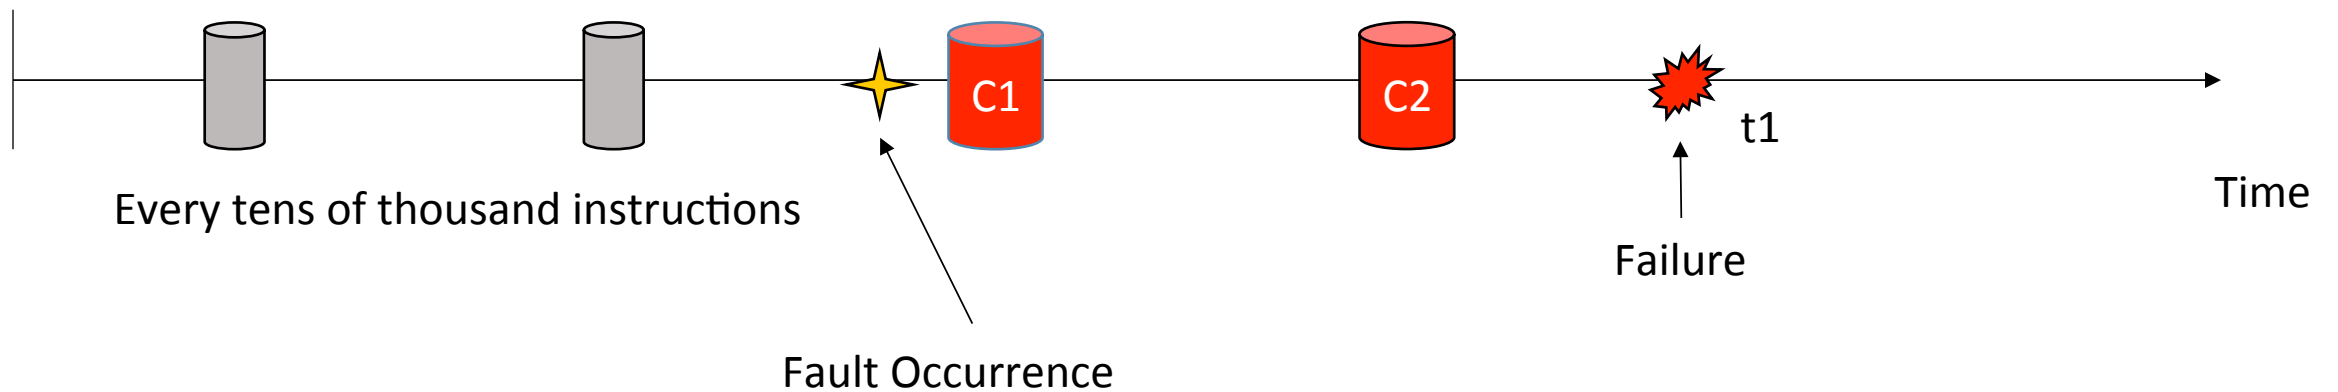 C1
C2
t1
Time
Every tens of thousand instructions
Failure
Fault Occurrence